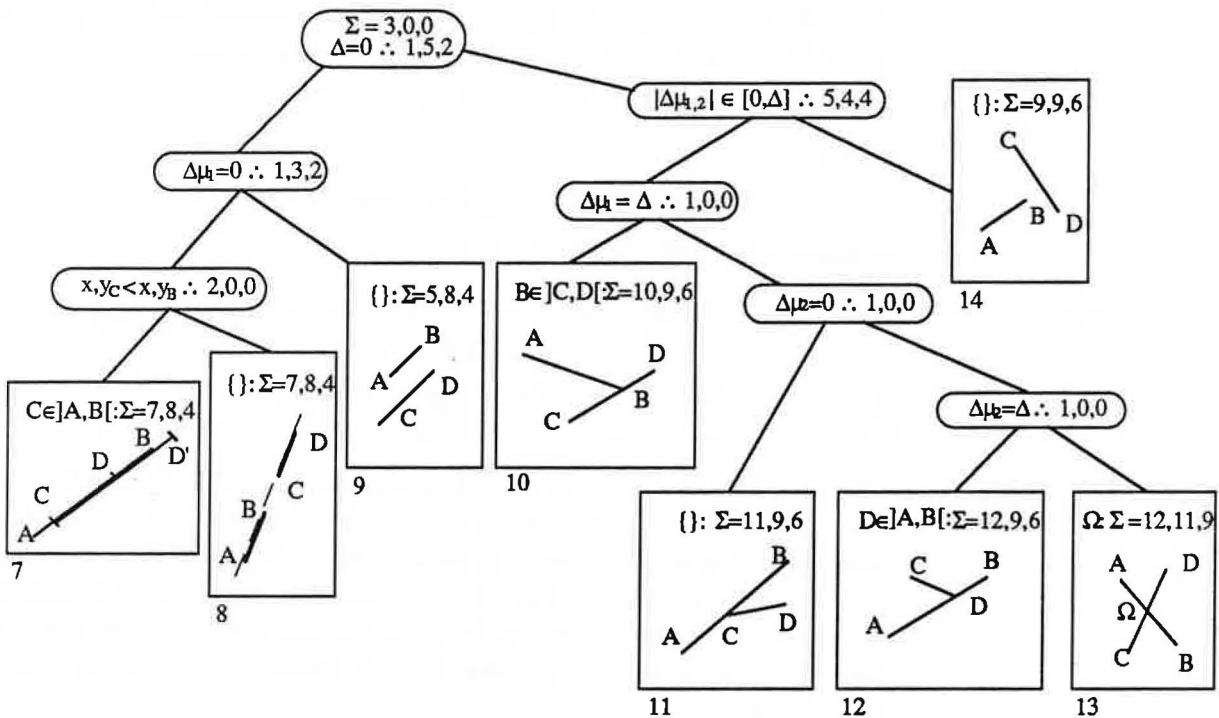 Σ = 3,0,0
Δ=0 ∴ 1,5,2
|Δμ₁,₂| ∈ [0,Δ] ∴ 5,4,4
{}: Σ=9,9,6
C
B
D
A
14
Δμ₁=0 ∴ 1,3,2
Δμ₁ = Δ ∴ 1,0,0
x,y_C<x,y_B ∴ 2,0,0
{}: Σ=5,8,4
B
A
D
C
9
B∈]C,D[:Σ=10,9,6
A
D
B
C
10
Δμ₂=0 ∴ 1,0,0
C∈]A,B[:Σ=7,8,4
B
D
D'
C
A
7
{}: Σ=7,8,4
D
C
B
A
8
Δμ₂=Δ ∴ 1,0,0
{}: Σ=11,9,6
B
D
C
A
11
D∈]A,B[:Σ=12,9,6
C
B
D
A
12
Ω: Σ=12,11,9
A
D
Ω
C
B
13